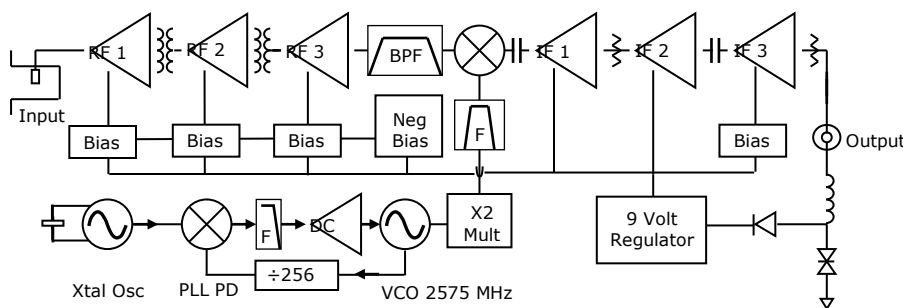 RF 1
RF 2
RF 3
BPF
IF 1
IF 2
IF 3
Input
Bias
Bias
Bias
Neg
Bias
F
Bias
Output
F
DC
X2
Mult
9 Volt
Regulator
÷256
Xtal Osc
PLL PD
VCO 2575 MHz